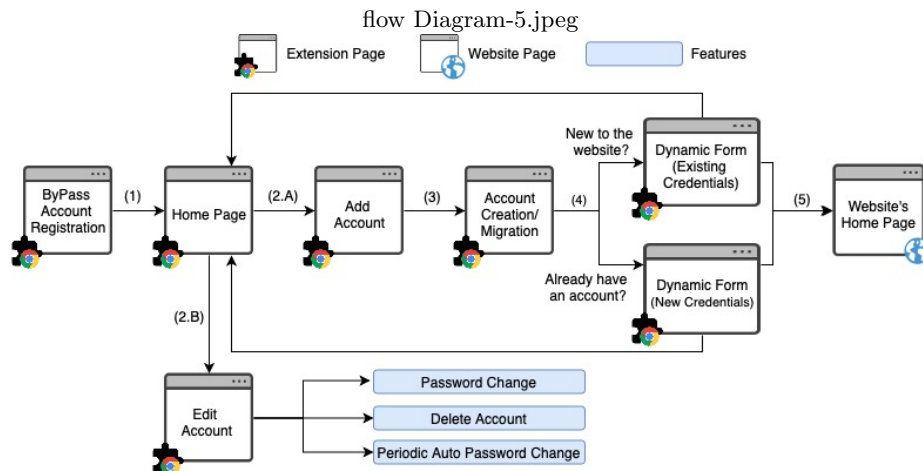 flow Diagram-5.jpeg
Extension Page
Website Page
Features
New to the
website?
Dynamic Form
(Existing
Credentials)
ByPass
Account
Registration
(1)
Home Page
(2.A)
Add
Account
(3)
Account
Creation/
Migration
(4)
(5)
Website's
Home Page
Already have
an account?
Dynamic Form
(New Credentials)
(2.B)
Edit
Account
Password Change
Delete Account
Periodic Auto Password Change